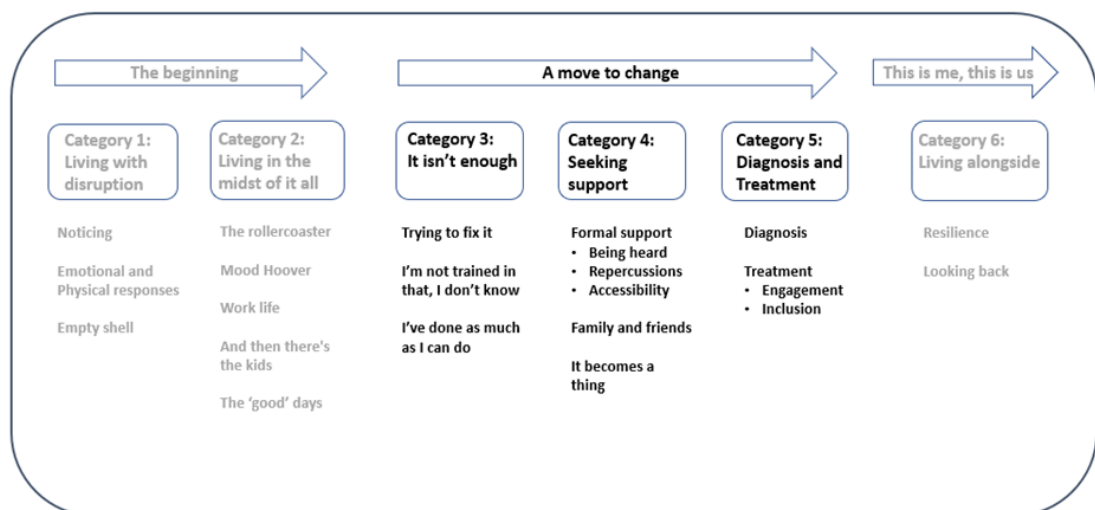 The beginning
A move to change
This is me, this is us
Category 1:
Living with
disruption
Category 2:
Living in the
midst of it all
Category 3:
It isn't enough
Category 4:
Seeking
support
Category 5:
Diagnosis and
Treatment
Category 6:
Living alongside
Noticing
Emotional and
Physical responses
Empty shell
The rollercoaster
Mood Hoover
Work life
And then there's
the kids
The ‘good’ days
Trying to fix it
I'm not trained in
that, I don't know
I've done as much
as I can do
Formal support
• Being heard
• Repercussions
• Accessibility
Family and friends
It becomes a
thing
Diagnosis
Treatment
• Engagement
• Inclusion
Resilience
Looking back